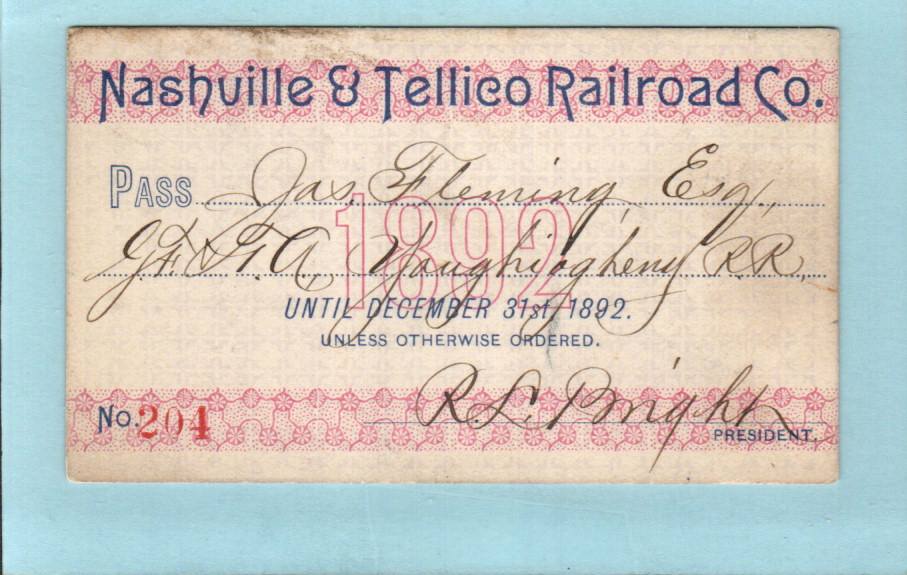 Nashville & Tellico Railroad Co.
PASS Jas. Fleming, Esq.,
G.F. & T.A. Youghiogheny R.R.
1892
UNTIL DECEMBER 31st, 1892.
UNLESS OTHERWISE ORDERED.
No. 204 R. L. Bright
PRESIDENT.